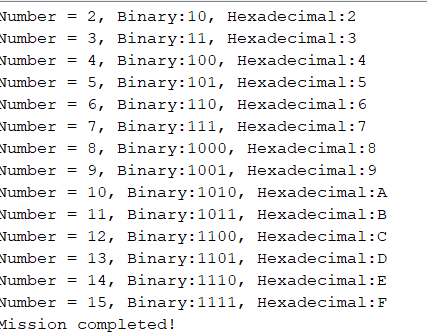 Number = 2, Binary:10, Hexadecimal:2
Number = 3, Binary:11, Hexadecimal:3
Number = 4, Binary:100, Hexadecimal:4
Number = 5, Binary:101, Hexadecimal:5
Number = 6, Binary:110, Hexadecimal:6
Number = 7, Binary:111, Hexadecimal:7
Number = 8, Binary:1000, Hexadecimal:8
Number = 9, Binary:1001, Hexadecimal:9
Number = 10, Binary:1010, Hexadecimal:A
Number = 11, Binary:1011, Hexadecimal:B
Number = 12, Binary:1100, Hexadecimal:C
Number = 13, Binary:1101, Hexadecimal:D
Number = 14, Binary:1110, Hexadecimal:E
Number = 15, Binary:1111, Hexadecimal:F
Mission completed!